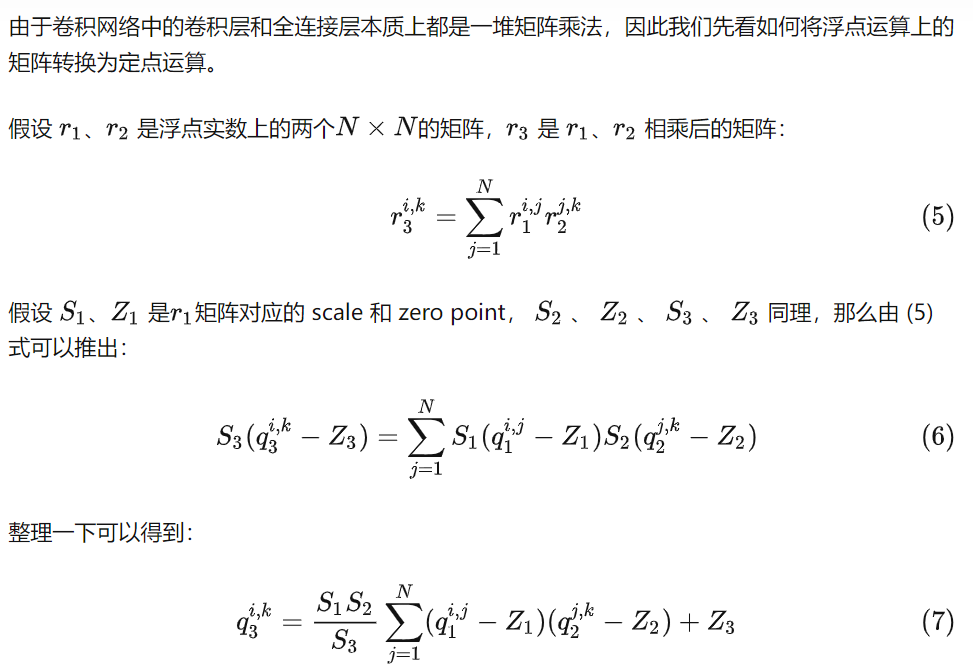 由于卷积网络中的卷积层和全连接层本质上都是一堆矩阵乘法，因此我们先看如何将浮点运算上的
矩阵转换为定点运算。
假设 $r_1$、$r_2$ 是浮点实数上的两个$N \times N$的矩阵，$r_3$ 是 $r_1$、$r_2$ 相乘后的矩阵：
$r_3^{i,k} = \sum_{j=1}^{N} r_1^{i,j} r_2^{j,k}$ (5)
假设 $S_1$、$Z_1$ 是$r_1$矩阵对应的 scale 和 zero point， $S_2$ 、 $Z_2$ 、 $S_3$ 、 $Z_3$ 同理，那么由 (5)
式可以推出：
$S_3(q_3^{i,k} - Z_3) = \sum_{j=1}^{N} S_1(q_1^{i,j} - Z_1)S_2(q_2^{j,k} - Z_2)$ (6)
整理一下可以得到：
$q_3^{i,k} = \frac{S_1 S_2}{S_3} \sum_{j=1}^{N} (q_1^{i,j} - Z_1)(q_2^{j,k} - Z_2) + Z_3$ (7)